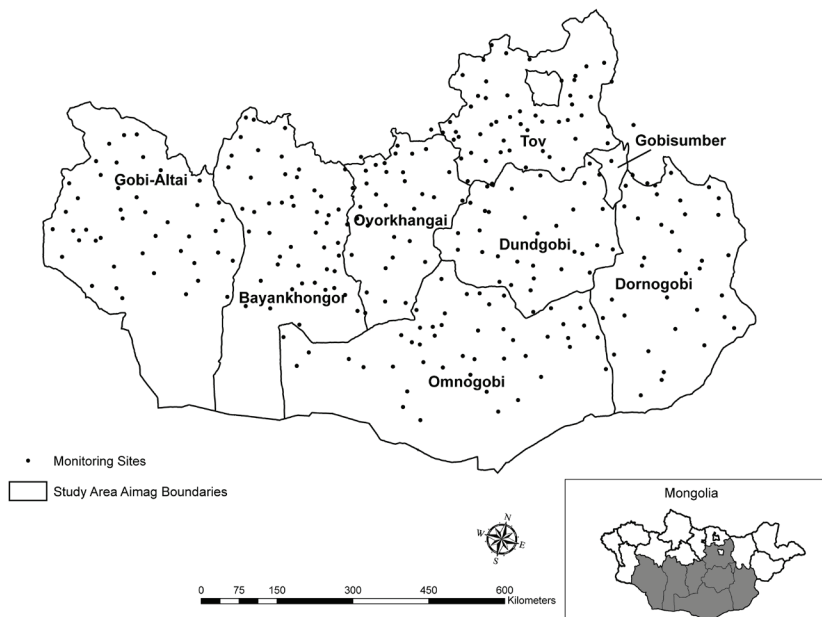 Tov
Gobisumber
Gobi-Altai
Oyorkhangai
Dundgobi
Bayankhongor
Dornogobi
Omnogobi
Monitoring Sites
Study Area Aimag Boundaries
Mongolia
N
W
E
S
0 75 150 300 450 600
Kilometers